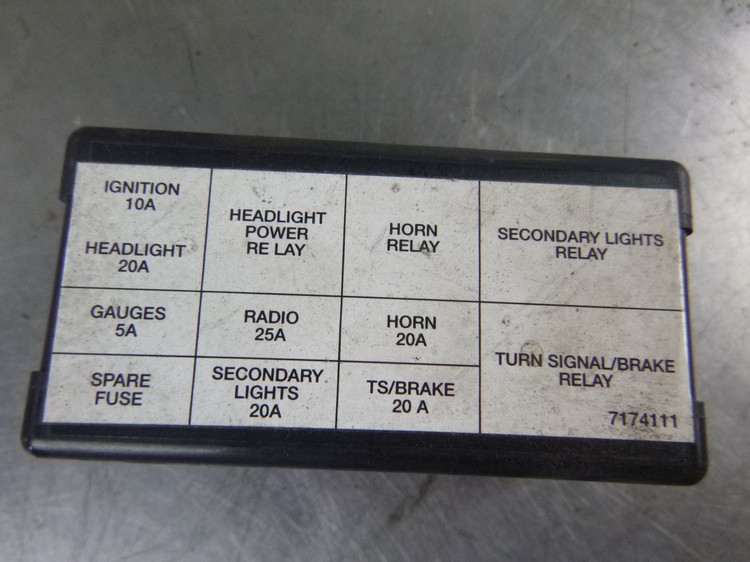 IGNITION
10A
HEADLIGHT
20A
HEADLIGHT
POWER
RE LAY
HORN
RELAY
SECONDARY LIGHTS
RELAY
GAUGES
5A
RADIO
25A
HORN
20A
TURN SIGNAL/BRAKE
RELAY
SPARE
FUSE
SECONDARY
LIGHTS
20A
TS/BRAKE
20 A
7174111